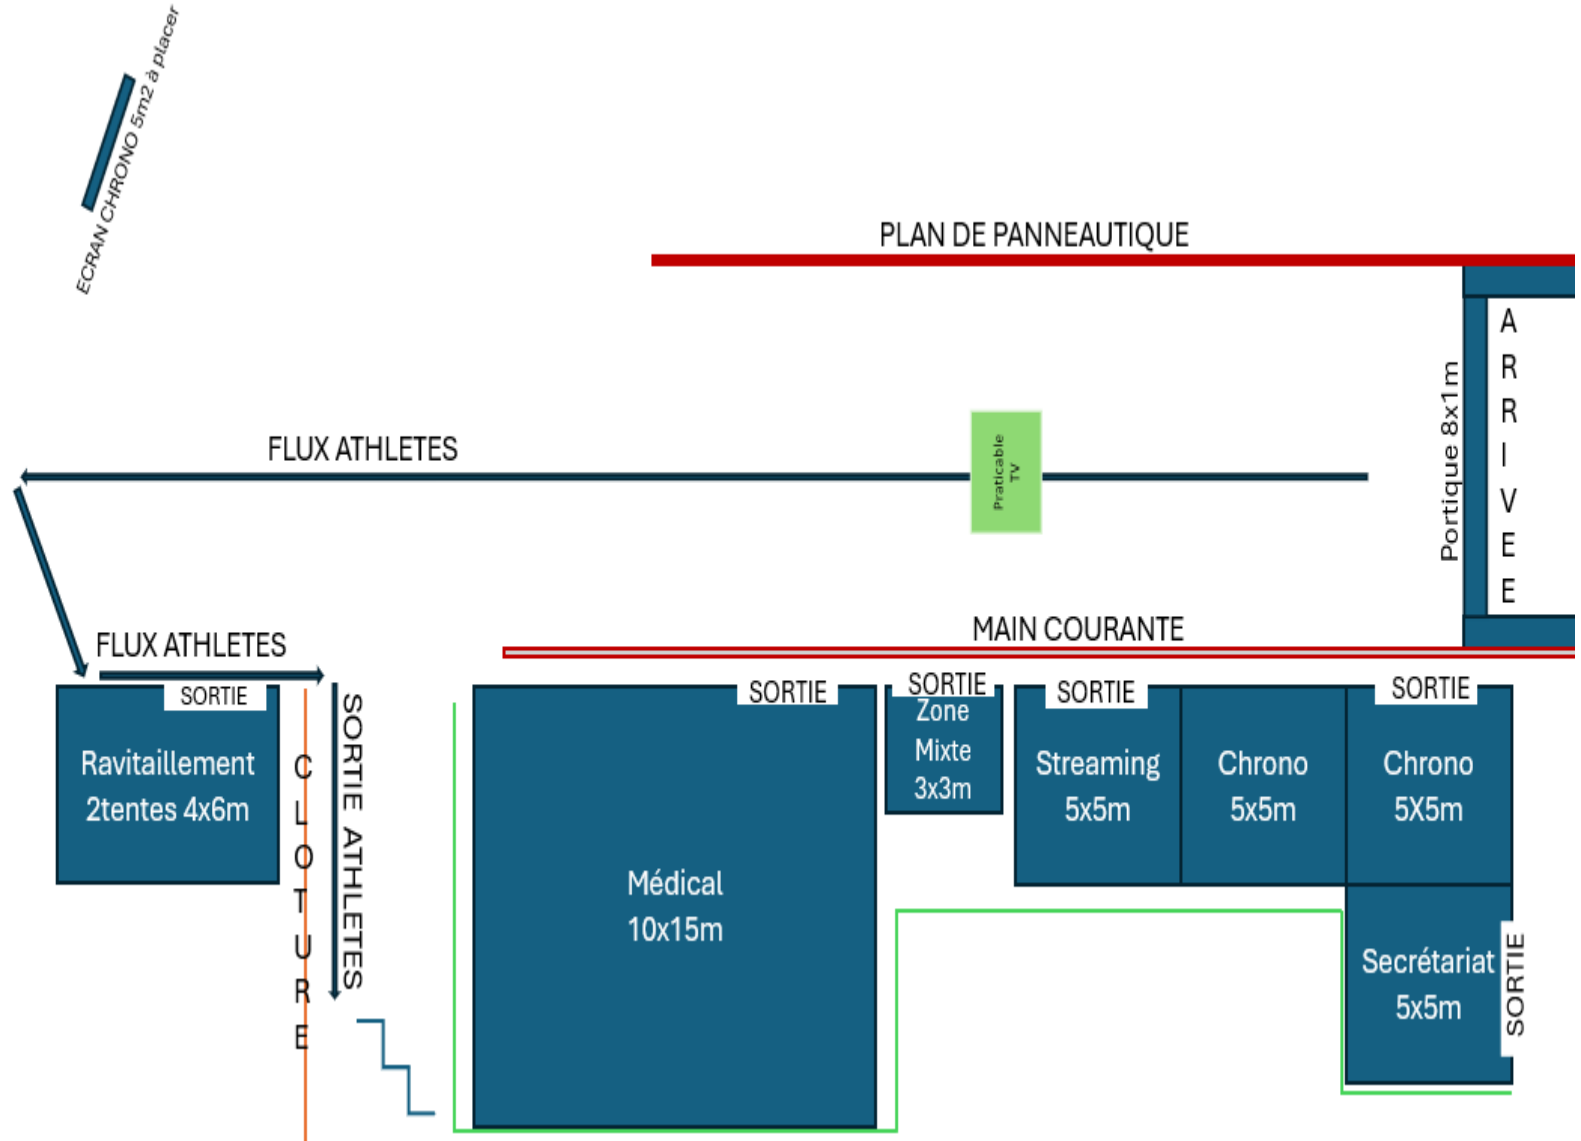 ECRAN CHRONO 5m2 à placer
PLAN DE PANNEAUTIQUE
ARRIVEE
Portique 8x1m
FLUX ATHLETES
Praticable
TV
MAIN COURANTE
FLUX ATHLETES
SORTIE
Ravitaillement
2tentes 4x6m
CLOTURE
SORTIE ATHLETES
SORTIE
Médical
10x15m
SORTIE
Zone
Mixte
3x3m
SORTIE
Streaming
5x5m
Chrono
5x5m
SORTIE
Chrono
5X5m
Secrétariat
5x5m
SORTIE